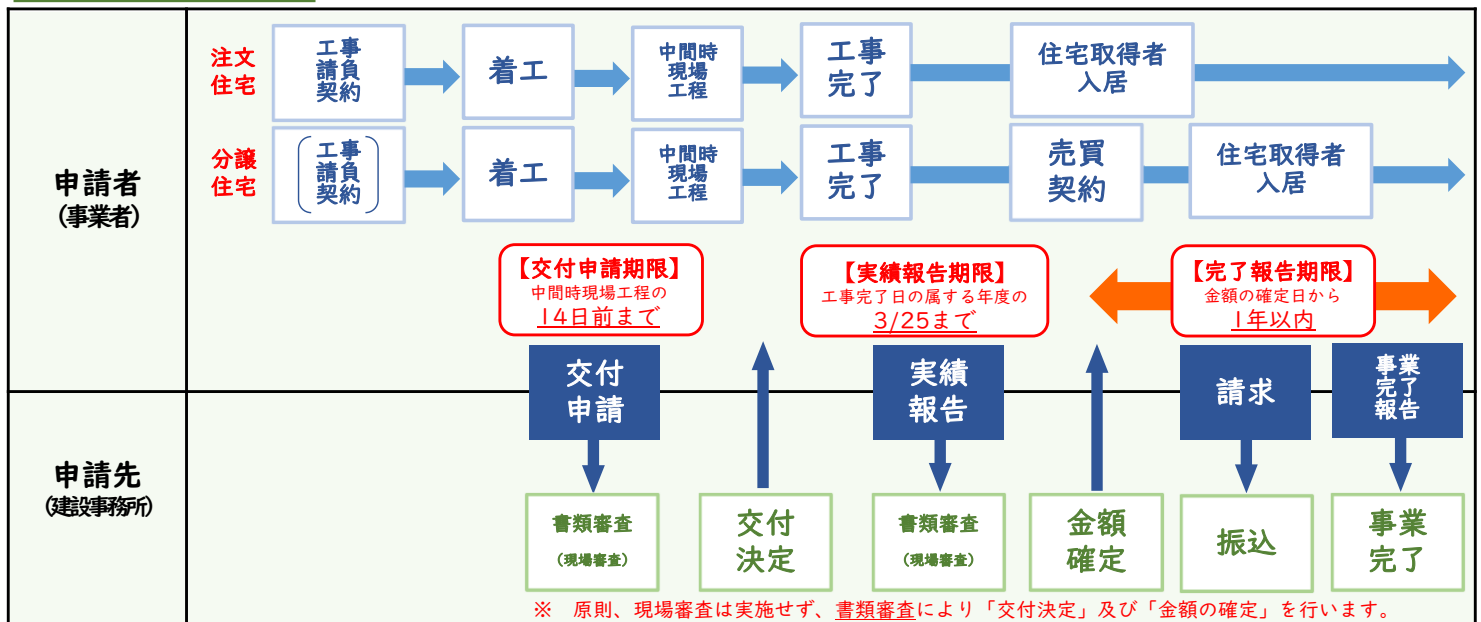 注文
住宅
工事
請負
契約
着工
中間時
現場
工程
工事
完了
住宅取得者
入居
分譲
住宅
工事
請負
契約
着工
中間時
現場
工程
工事
完了
売買
契約
住宅取得者
入居
申請者
(事業者)
【交付申請期限】
中間時現場工程の
14日前まで
【実績報告期限】
工事完了日の属する年度の
3/25まで
【完了報告期限】
金額の確定日から
1年以内
交付
申請
実績
報告
請求
事業
完了
報告
申請先
(建設事務所)
書類審査
(現場審査)
交付
決定
書類審査
(現場審査)
金額
確定
振込
事業
完了
※ 原則、現場審査は実施せず、書類審査により「交付決定」及び「金額の確定」を行います。